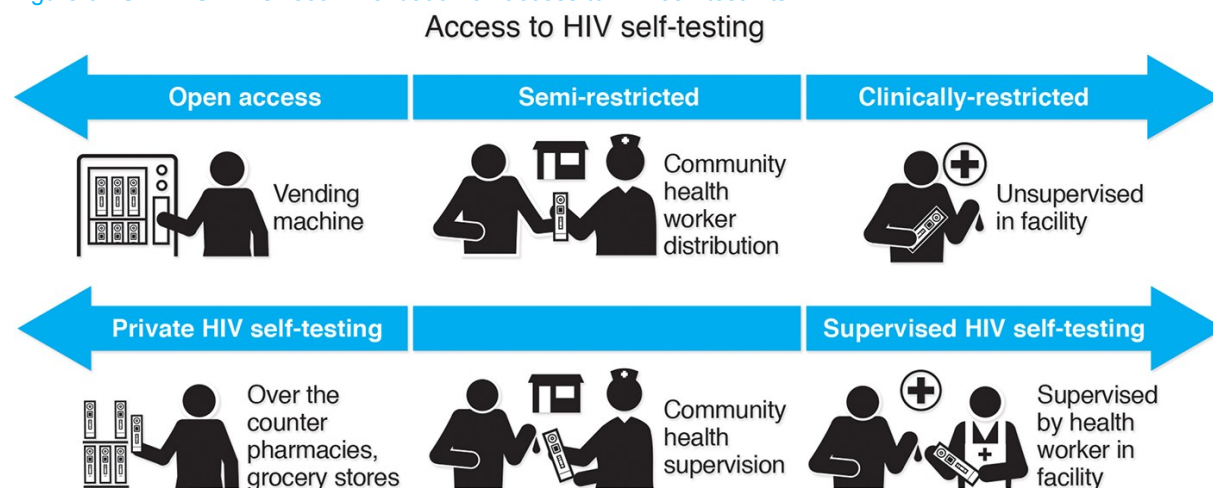 Access to HIV self-testing
Open access
Semi-restricted
Clinically-restricted
Vending
machine
Community
health
worker
distribution
Unsupervised
in facility
Private HIV self-testing
Supervised HIV self-testing
Over the
counter
pharmacies,
grocery stores
Community
health
supervision
Supervised
by health
worker in
facility